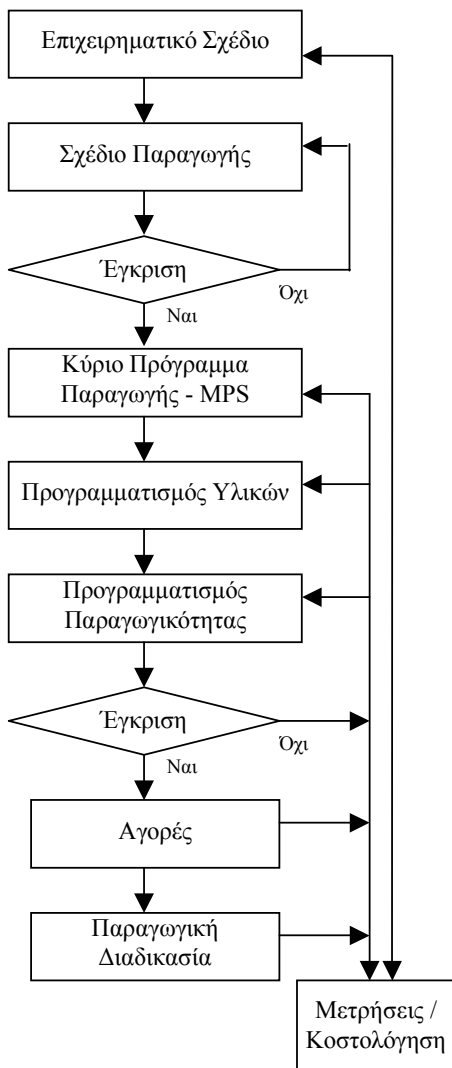 Επιχειρηματικό Σχέδιο
Σχέδιο Παραγωγής
Έγκριση
Όχι
Ναι
Κύριο Πρόγραμμα
Παραγωγής - MPS
Προγραμματισμός Υλικών
Προγραμματισμός
Παραγωγικότητας
Έγκριση
Όχι
Ναι
Αγορές
Παραγωγική
Διαδικασία
Μετρήσεις /
Κοστολόγηση